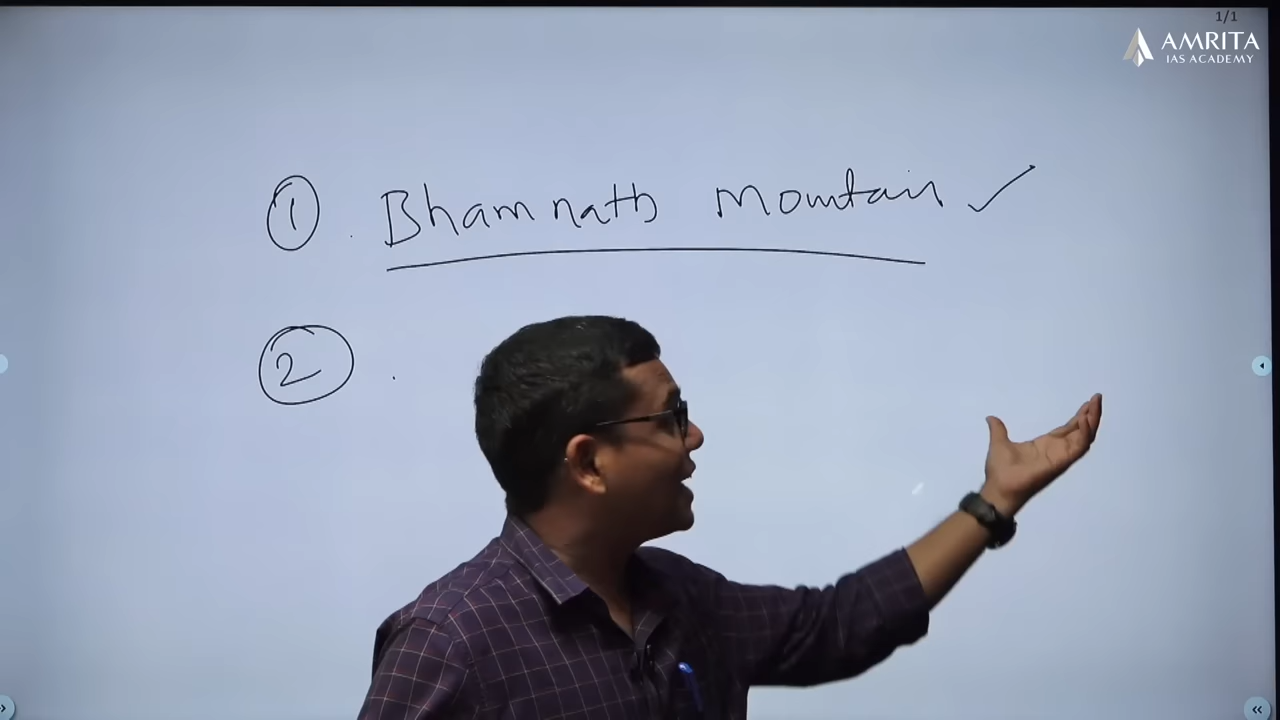 1/1
AMRITA
IAS ACADEMY
1 . Bhamnath Mountain ✓
2 .